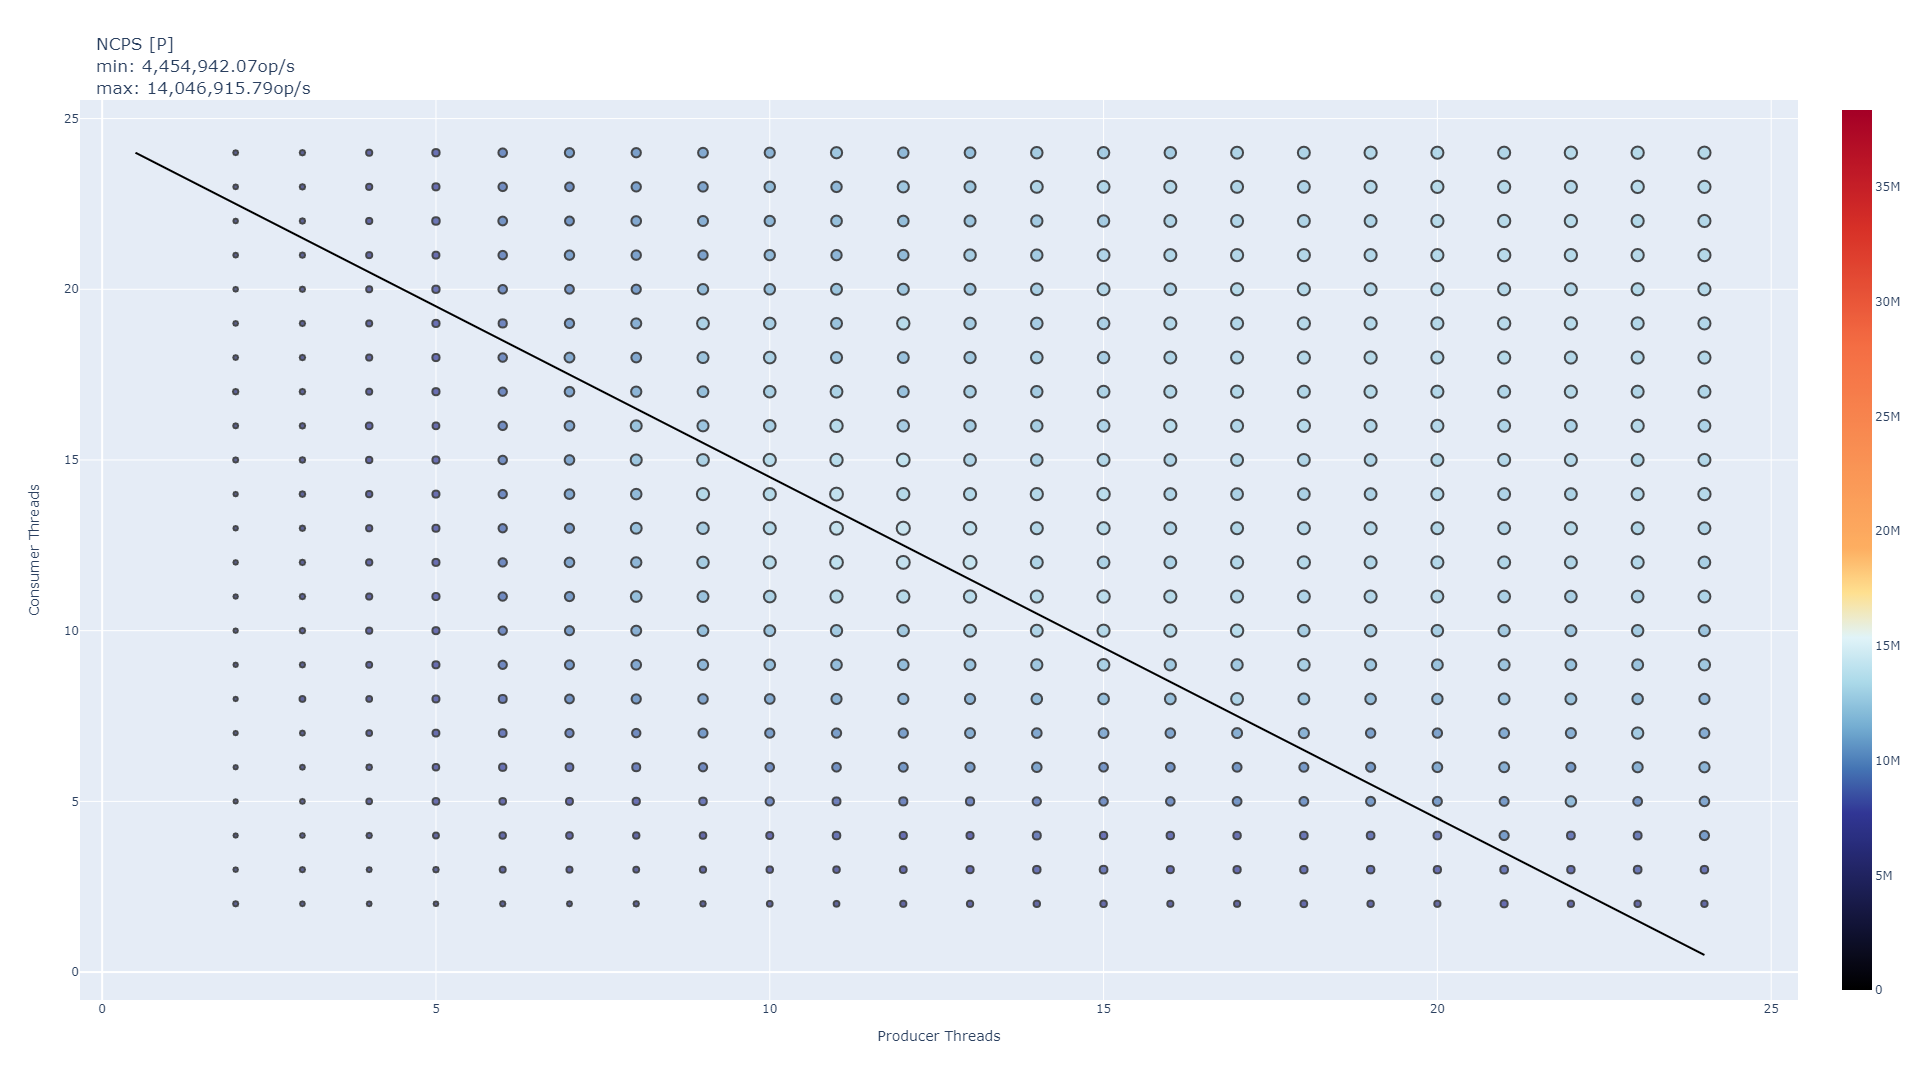 NCPS [P]
min: 4,454,942.07op/s
max: 14,046,915.79op/s
25
20
15
10
5
0
Consumer Threads
0
5
10
15
20
25
Producer Threads
35M
30M
25M
20M
15M
10M
5M
0